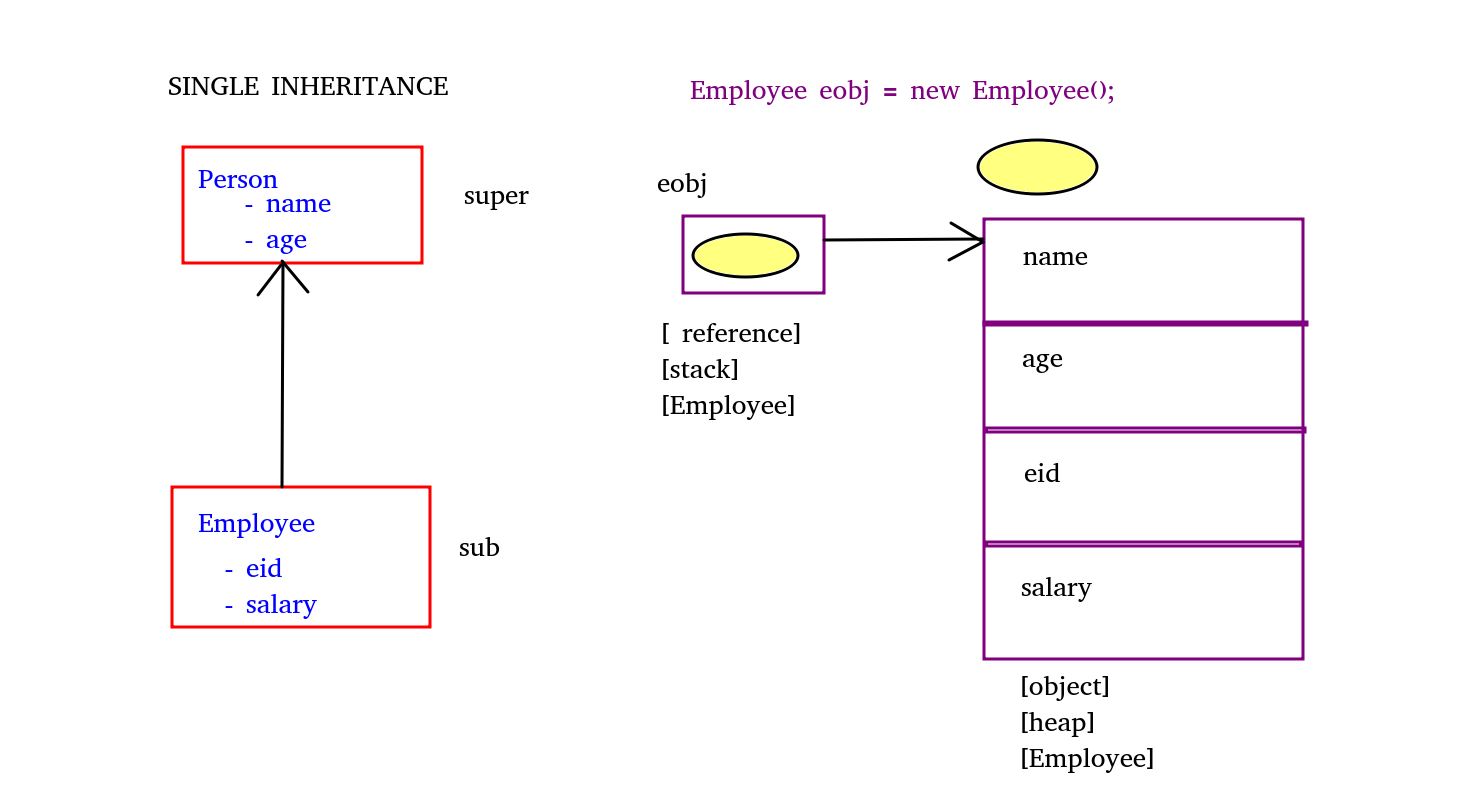 SINGLE INHERITANCE
Person
- name
- age
super
Employee
- eid
- salary
sub
Employee eobj = new Employee();
eobj
[ reference]
[stack]
[Employee]
name
age
eid
salary
[object]
[heap]
[Employee]